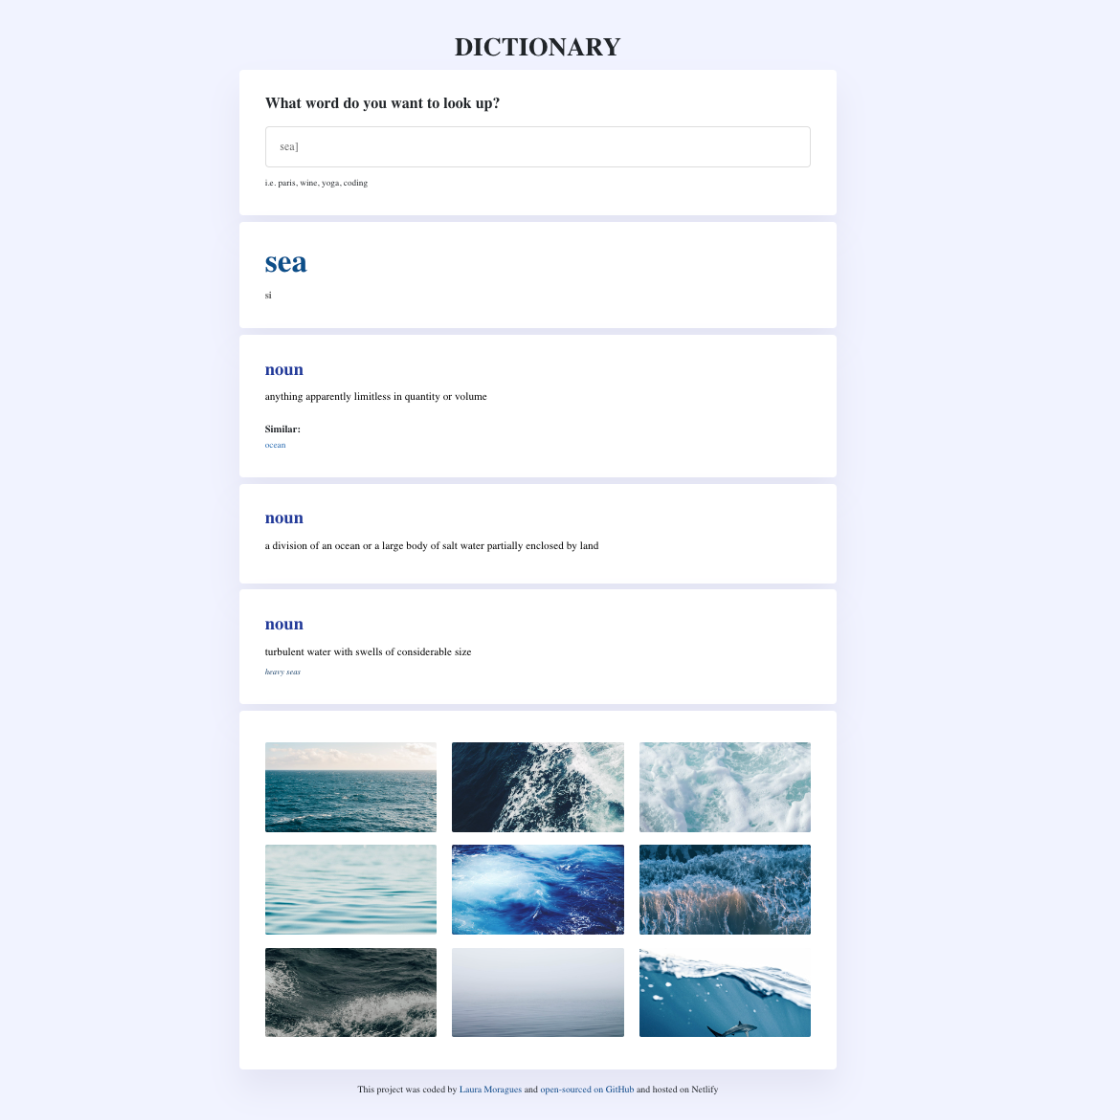 DICTIONARY
What word do you want to look up?
sea]
i.e. paris, wine, yoga, coding
sea
si
noun
anything apparently limitless in quantity or volume
Similar:
ocean
noun
a division of an ocean or a large body of salt water partially enclosed by land
noun
turbulent water with swells of considerable size
heavy seas
This project was coded by Laura Moragues and open-sourced on GitHub and hosted on Netlify